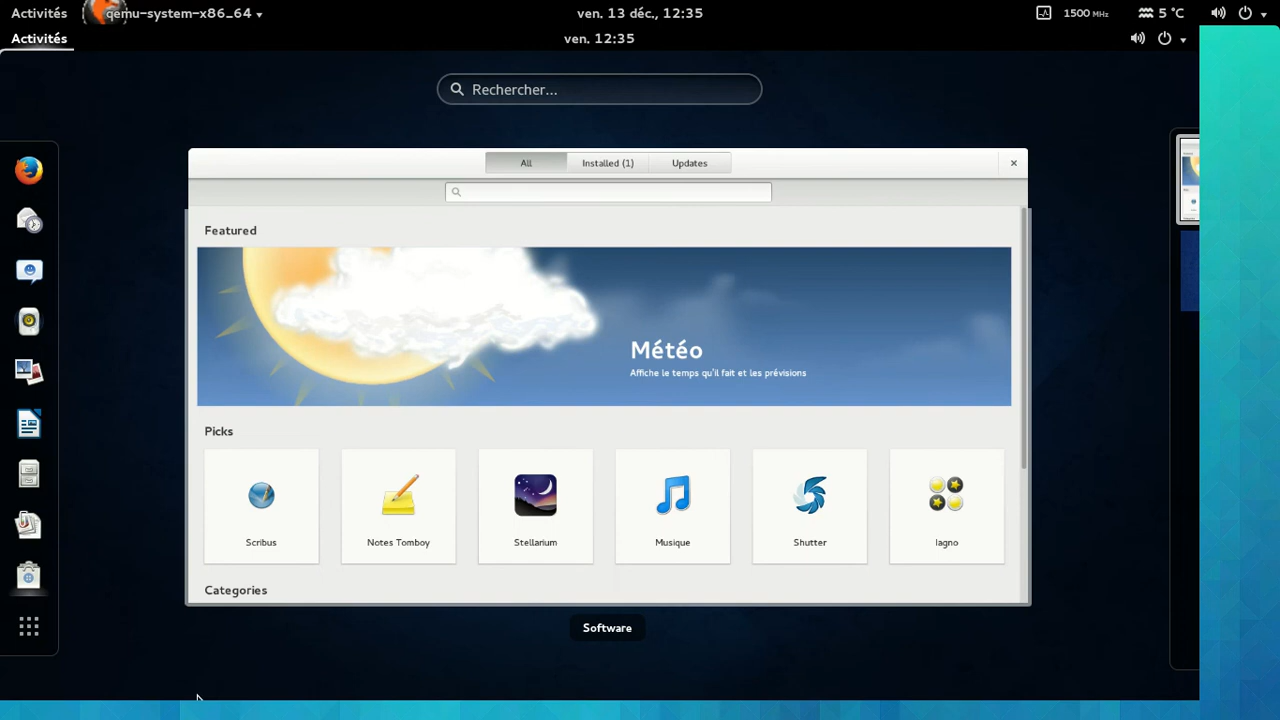 Activités qemu-system-x86_64 ven. 13 déc., 12:35 1500 MHz 5 °C
Activités ven. 12:35
Rechercher...
All Installed (1) Updates
Featured
Météo
Affiche le temps qu'il fait et les prévisions
Picks
Scribus Notes Tomboy Stellarium Musique Shutter Iagno
Categories
Software